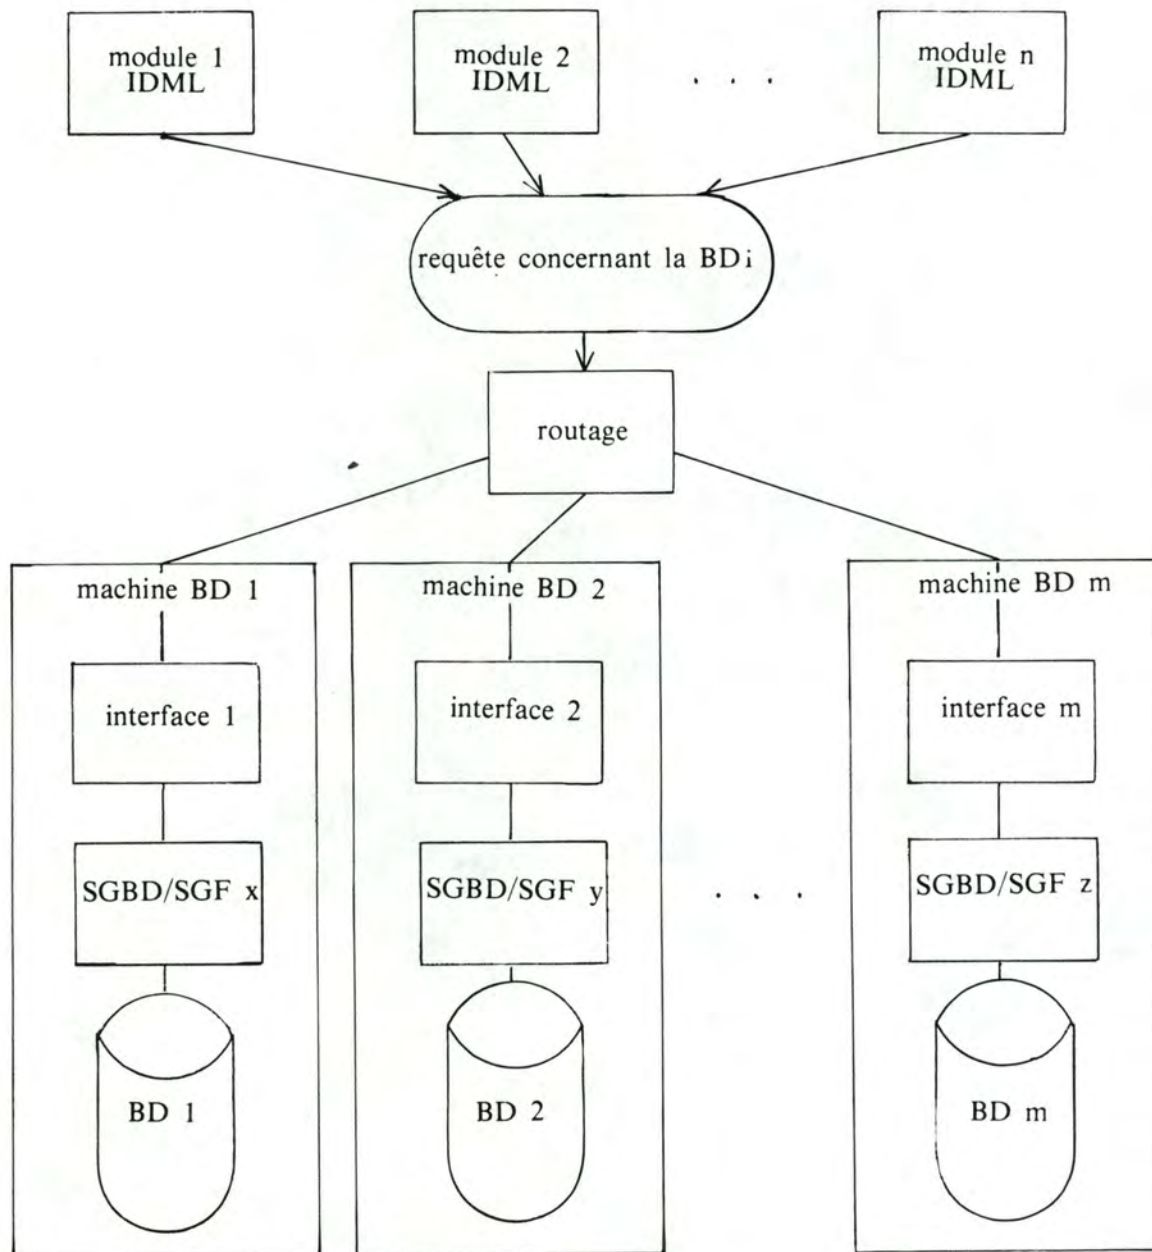 module 1
IDML
module 2
IDML
. . .
module n
IDML
requête concernant la BDi
routage
machine BD 1
machine BD 2
machine BD m
interface 1
interface 2
interface m
SGBD/SGF x
SGBD/SGF y
. . .
SGBD/SGF z
BD 1
BD 2
BD m